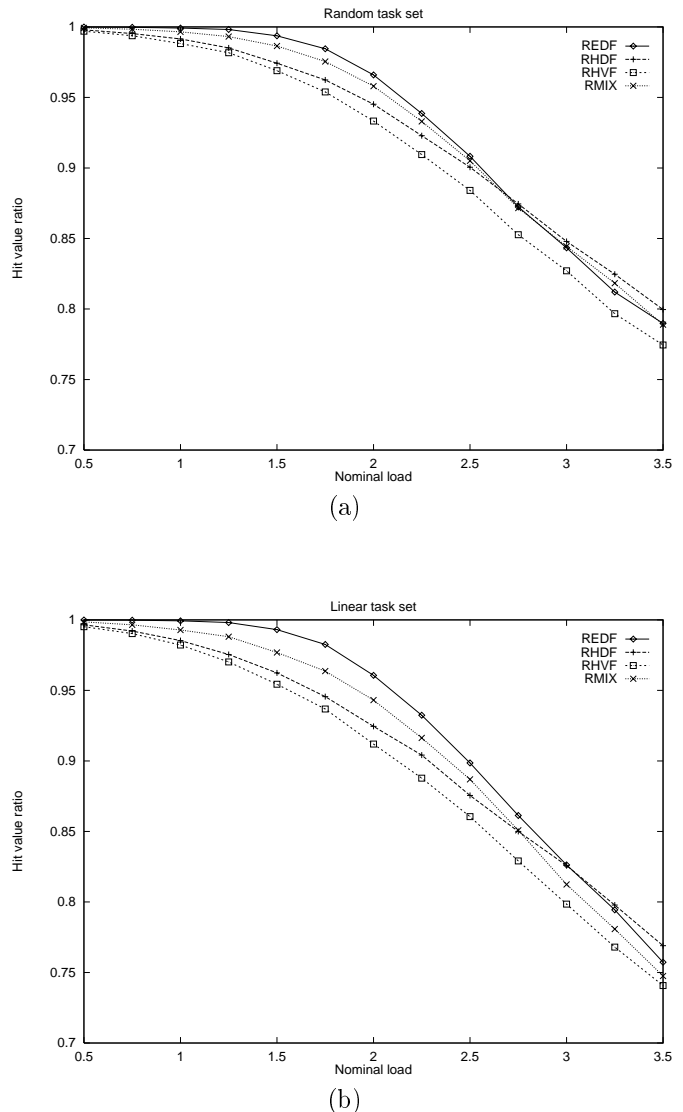 Random task set
1
REDF
RHDF
RHVF
RMIX
0.95
0.9
Hit value ratio
0.85
0.8
0.75
0.7
0.5 1 1.5 2 2.5 3 3.5
Nominal load
(a)
Linear task set
1
REDF
RHDF
RHVF
RMIX
0.95
0.9
Hit value ratio
0.85
0.8
0.75
0.7
0.5 1 1.5 2 2.5 3 3.5
Nominal load
(b)